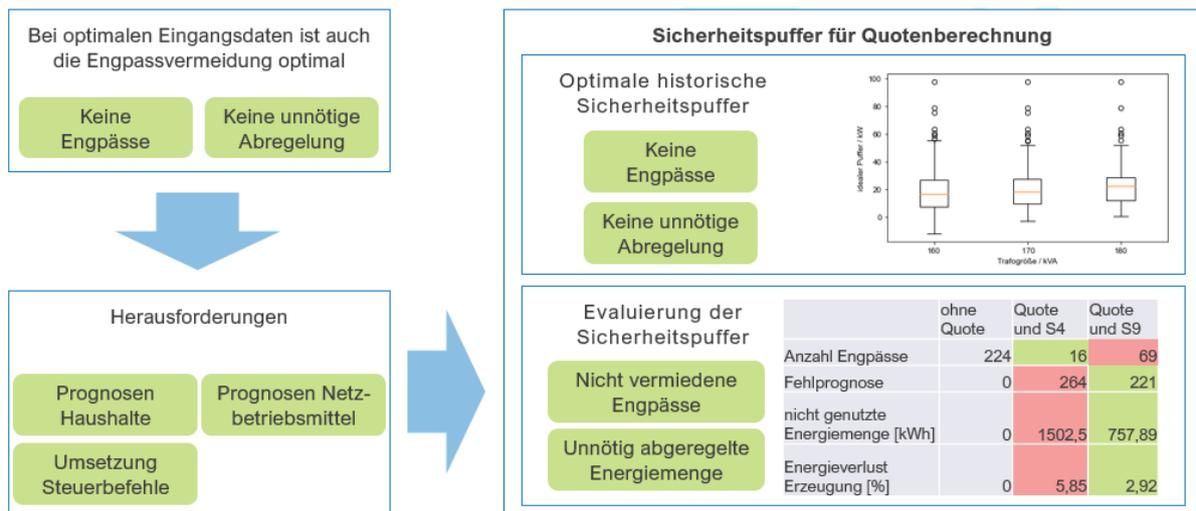 Bei optimalen Eingangsdaten ist auch
die Engpassvermeidung optimal
Keine
Engpässe
Keine unnötige
Abregelung
Herausforderungen
Prognosen
Haushalte
Prognosen Netz-
betriebsmittel
Umsetzung
Steuerbefehle
Sicherheitspuffer für Quotenberechnung
Optimale historische
Sicherheitspuffer
Keine
Engpässe
Keine unnötige
Abregelung
idealer Puffer / kW
100
80
60
40
20
0
160
170
180
Trafogröße / kVA
Evaluierung der
Sicherheitspuffer
Nicht vermiedene
Engpässe
Unnötig abgeregelte
Energiemenge
ohne
Quote
Quote
und S4
Quote
und S9
Anzahl Engpässe 224 16 69
Fehlprognose 0 264 221
nicht genutzte
Energiemenge [kWh] 0 1502,5 757,89
Energieverlust
Erzeugung [%] 0 5,85 2,92